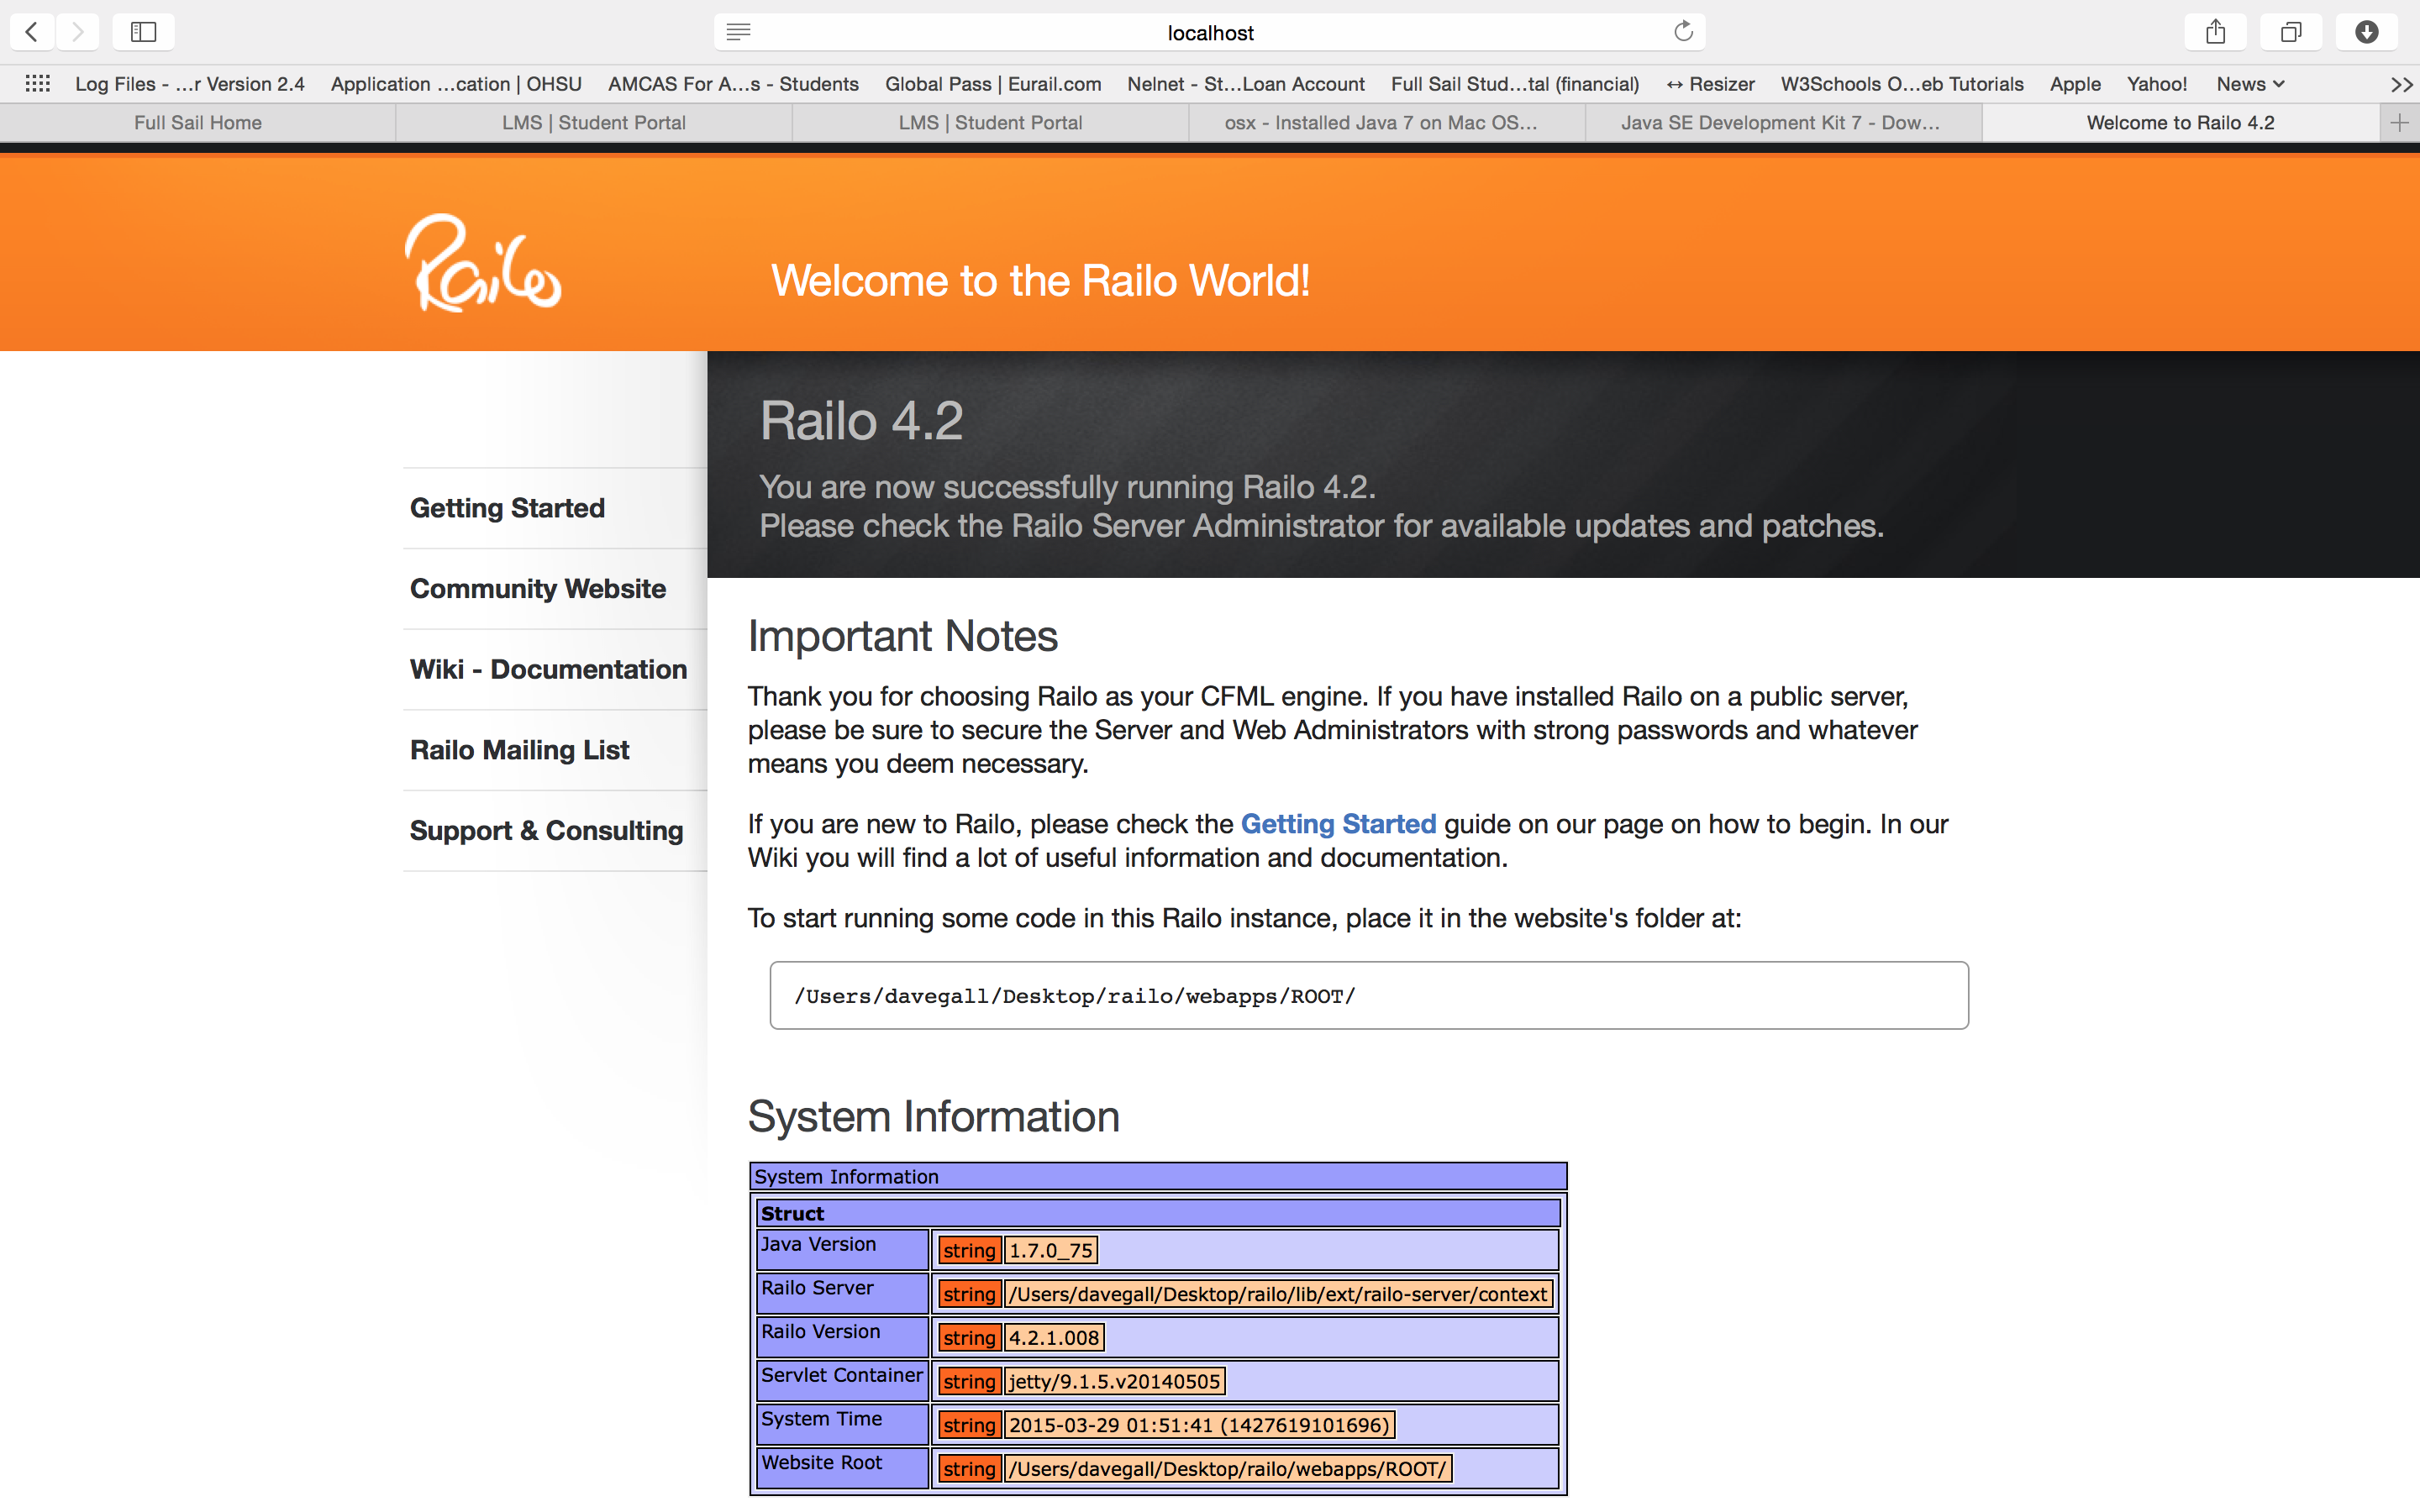 localhost
Log Files - ...r Version 2.4 Application ...cation | OHSU AMCAS For A...s - Students Global Pass | Eurail.com Nelnet - St...Loan Account Full Sail Stud...tal (financial) ↔ Resizer W3Schools O...eb Tutorials Apple Yahoo! News >>
Full Sail Home LMS | Student Portal LMS | Student Portal osx - Installed Java 7 on Mac OS... Java SE Development Kit 7 - Dow... Welcome to Railo 4.2 +
Railo
Welcome to the Railo World!
Railo 4.2
You are now successfully running Railo 4.2.
Please check the Railo Server Administrator for available updates and patches.
Getting Started
Community Website
Wiki - Documentation
Railo Mailing List
Support & Consulting
Important Notes
Thank you for choosing Railo as your CFML engine. If you have installed Railo on a public server,
please be sure to secure the Server and Web Administrators with strong passwords and whatever
means you deem necessary.
If you are new to Railo, please check the Getting Started guide on our page on how to begin. In our
Wiki you will find a lot of useful information and documentation.
To start running some code in this Railo instance, place it in the website's folder at:
/Users/davegall/Desktop/railo/webapps/ROOT/
System Information
System Information
Struct
Java Version string 1.7.0_75
Railo Server string /Users/davegall/Desktop/railo/lib/ext/railo-server/context
Railo Version string 4.2.1.008
Servlet Container string jetty/9.1.5.v20140505
System Time string 2015-03-29 01:51:41 (1427619101696)
Website Root string /Users/davegall/Desktop/railo/webapps/ROOT/